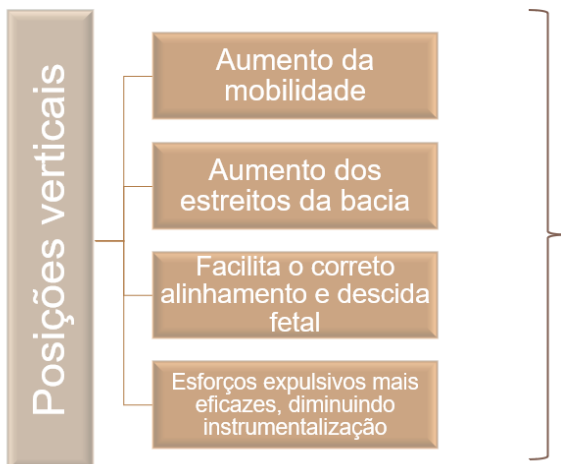 Posições verticais
Aumento da
mobilidade
Aumento dos
estreitos da bacia
Facilita o correto
alinhamento e descida
fetal
Esforços expulsivos mais
eficazes, diminuindo
instrumentalização